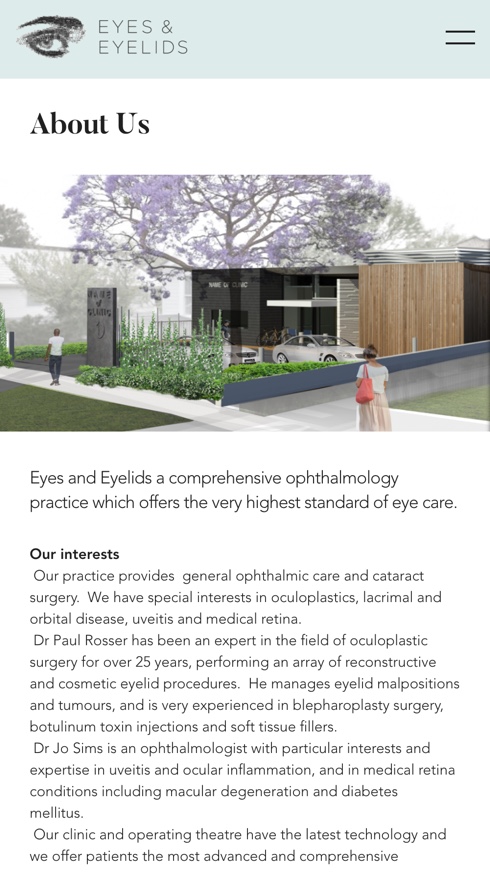 EYES &
EYELIDS
About Us
NAME OF CLINIC
NAME
OF
CLINIC
Eyes and Eyelids a comprehensive ophthalmology
practice which offers the very highest standard of eye care.
Our interests
Our practice provides  general ophthalmic care and cataract
surgery.  We have special interests in oculoplastics, lacrimal and
orbital disease, uveitis and medical retina.
Dr Paul Rosser has been an expert in the field of oculoplastic
surgery for over 25 years, performing an array of reconstructive
and cosmetic eyelid procedures.  He manages eyelid malpositions
and tumours, and is very experienced in blepharoplasty surgery,
botulinum toxin injections and soft tissue fillers.
Dr Jo Sims is an ophthalmologist with particular interests and
expertise in uveitis and ocular inflammation, and in medical retina
conditions including macular degeneration and diabetes
mellitus.
Our clinic and operating theatre have the latest technology and
we offer patients the most advanced and comprehensive